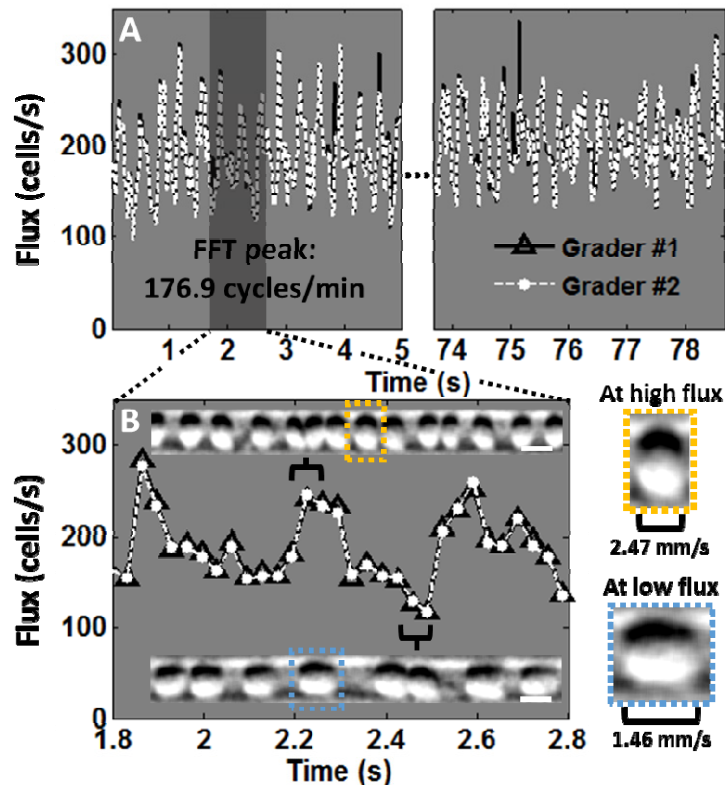 A
Flux (cells/s)
300
200
100
0
FFT peak:
176.9 cycles/min
Grader #1
Grader #2
1 2 3 4 5 74 75 76 77 78
Time (s)
B
Flux (cells/s)
300
200
100
0
1.8 2 2.2 2.4 2.6 2.8
Time (s)
At high flux
2.47 mm/s
At low flux
1.46 mm/s